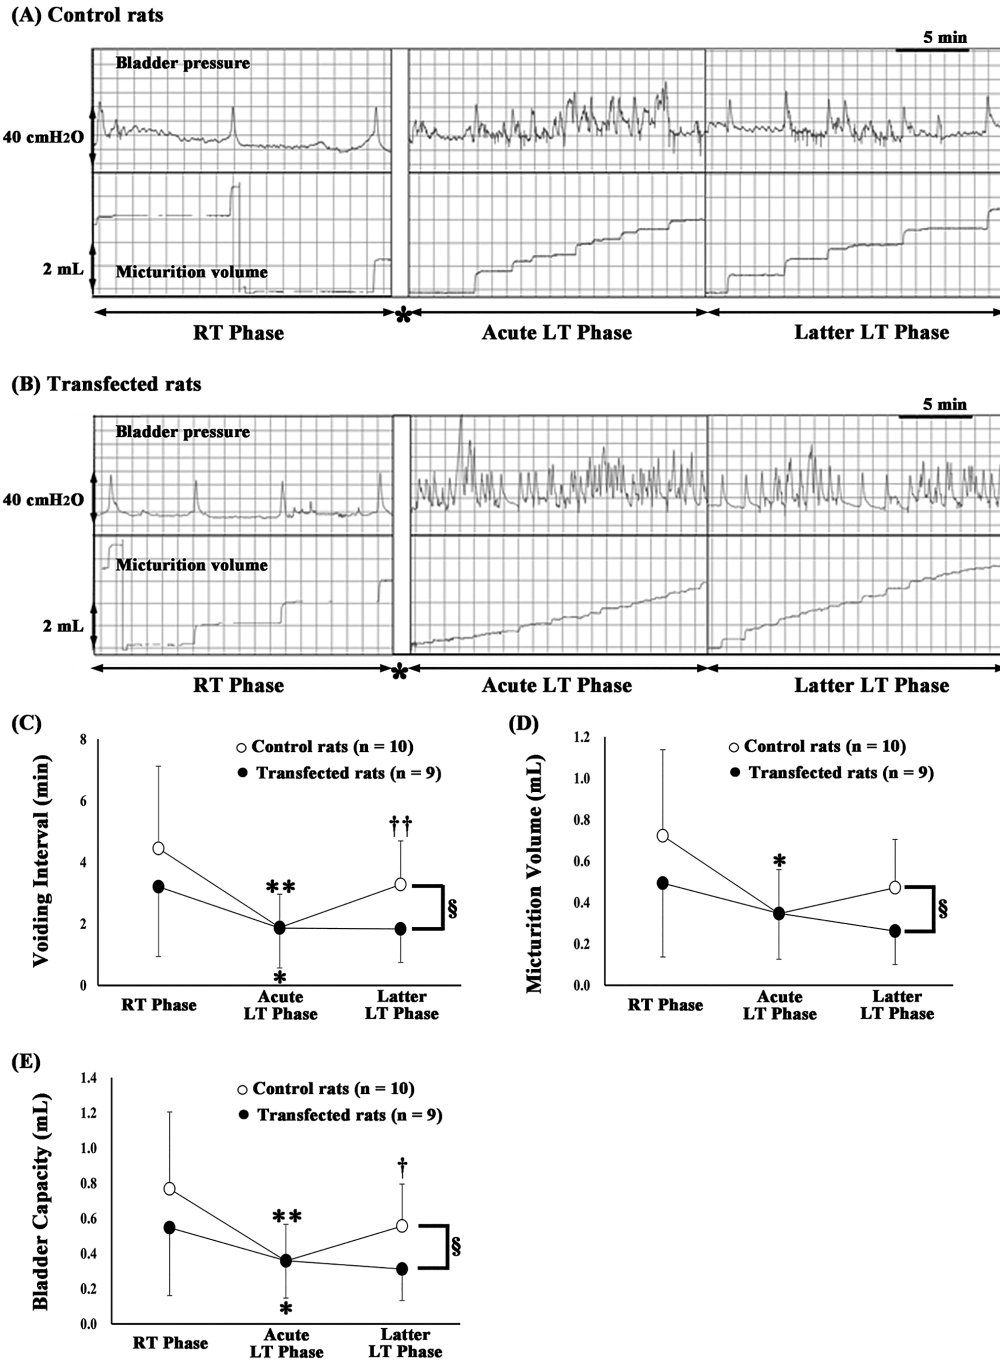 (A) Control rats
5 min
Bladder pressure
40 cmH2O
2 mL
Micturition volume
RT Phase
*
Acute LT Phase
Latter LT Phase
(B) Transfected rats
5 min
Bladder pressure
40 cmH2O
Micturition volume
2 mL
RT Phase
*
Acute LT Phase
Latter LT Phase
(C)
Voiding Interval (min)
8
6
4
2
0
Control rats (n = 10)
Transfected rats (n = 9)
††
**
§
*
RT Phase
Acute
LT Phase
Latter
LT Phase
(D)
Micturition Volume (mL)
1.2
1.0
0.8
0.6
0.4
0.2
0.0
Control rats (n = 10)
Transfected rats (n = 9)
*
§
RT Phase
Acute
LT Phase
Latter
LT Phase
(E)
Bladder Capacity (mL)
1.4
1.2
1.0
0.8
0.6
0.4
0.2
0.0
Control rats (n = 10)
Transfected rats (n = 9)
†
**
§
*
RT Phase
Acute
LT Phase
Latter
LT Phase